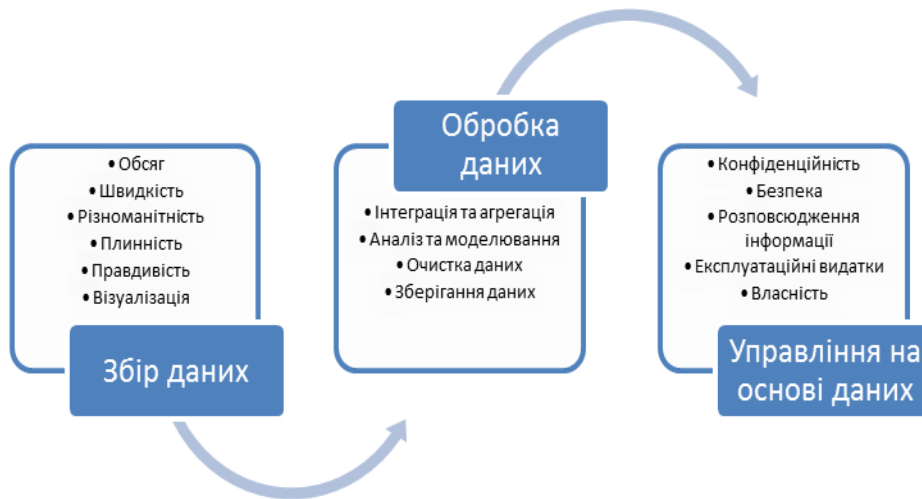 • Обсяг
• Швидкість
• Різноманітність
• Плинність
• Правдивість
• Візуалізація
Збір даних
Обробка
даних
• Інтеграція та агрегація
• Аналіз та моделювання
• Очистка даних
• Зберігання даних
• Конфіденційність
• Безпека
• Розповсюдження
інформації
• Експлуатаційні видатки
• Власність
Управління на
основі даних